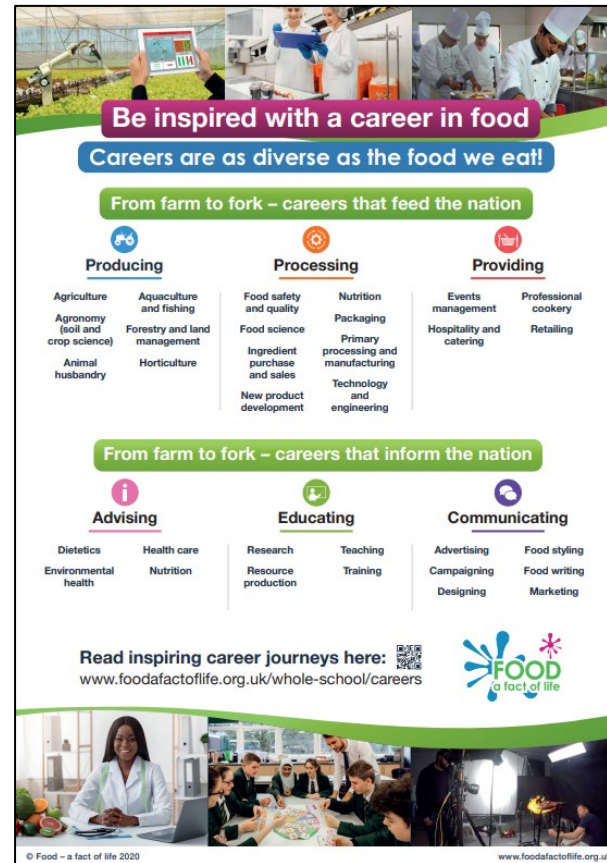 Be inspired with a career in food
Careers are as diverse as the food we eat!
From farm to fork – careers that feed the nation
Producing
Agriculture
Agronomy
(soil and
crop science)
Animal
husbandry
Aquaculture
and fishing
Forestry and land
management
Horticulture
Processing
Food safety
and quality
Food science
Ingredient
purchase
and sales
New product
development
Nutrition
Packaging
Primary
processing and
manufacturing
Technology
and
engineering
Providing
Events
management
Hospitality and
catering
Professional
cookery
Retailing
From farm to fork – careers that inform the nation
Advising
Dietetics
Environmental
health
Health care
Nutrition
Educating
Research
Resource
production
Teaching
Training
Communicating
Advertising
Campaigning
Designing
Food styling
Food writing
Marketing
Read inspiring career journeys here:
www.foodafactoflife.org.uk/whole-school/careers
FOOD
a fact of life
© Food – a fact of life 2020
www.foodafactoflife.org.u